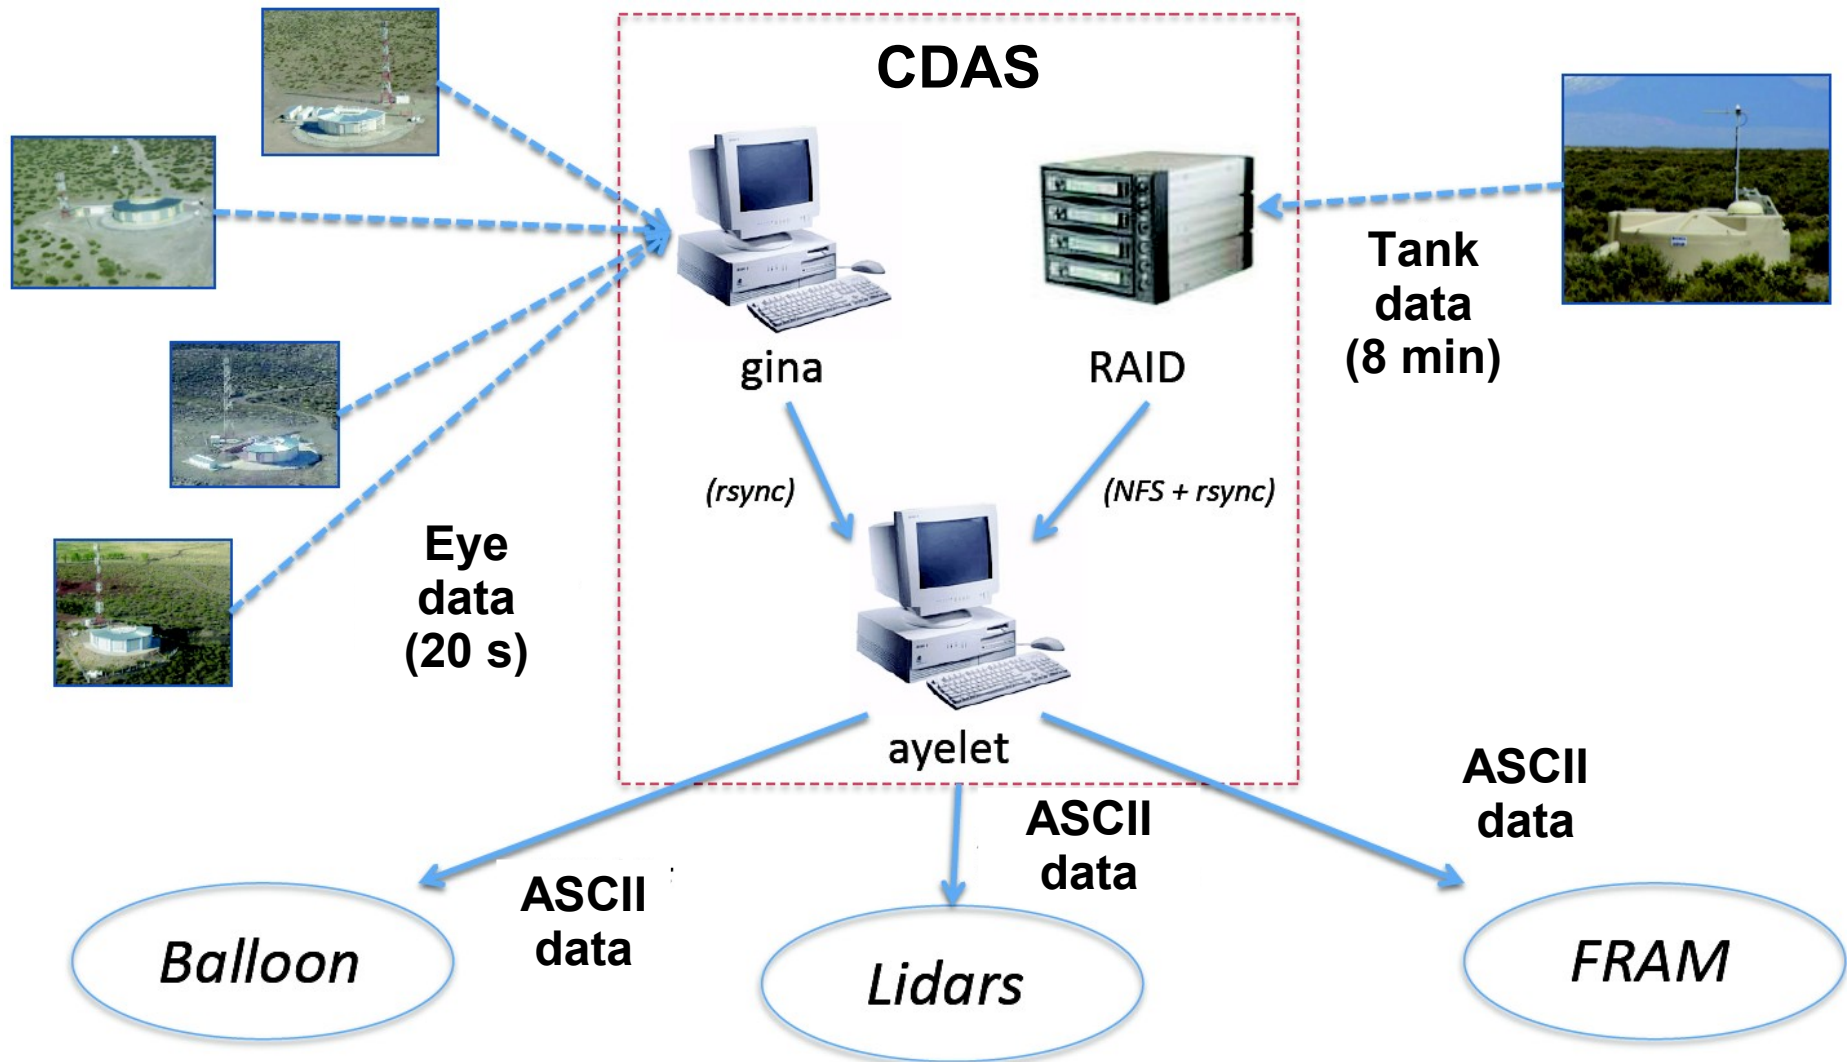 CDAS
Tank
data
(8 min)
gina
RAID
(rsync)
(NFS + rsync)
Eye
data
(20 s)
ayelet
ASCII
data
ASCII
data
ASCII
data
Balloon
Lidars
FRAM